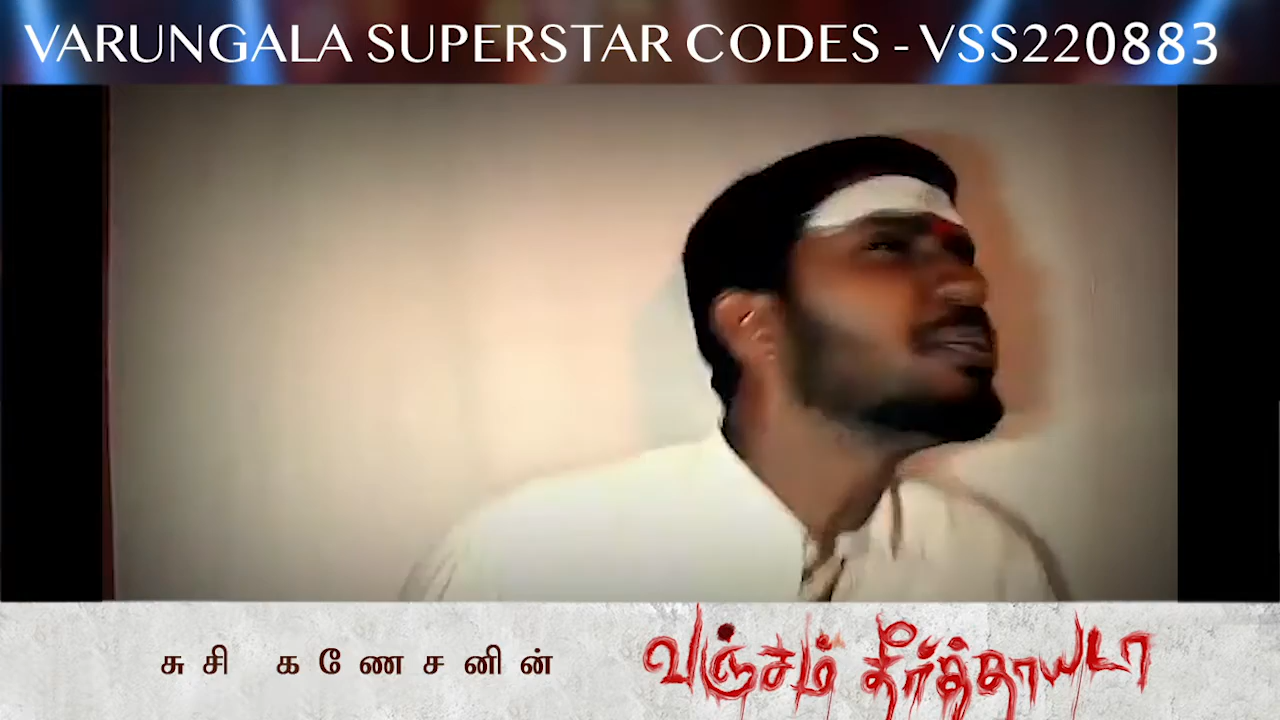 VARUNGALA SUPERSTAR CODES - VSS220883
சுசி கணேசனின்
வஞ்சம் தீர்த்தாயடா